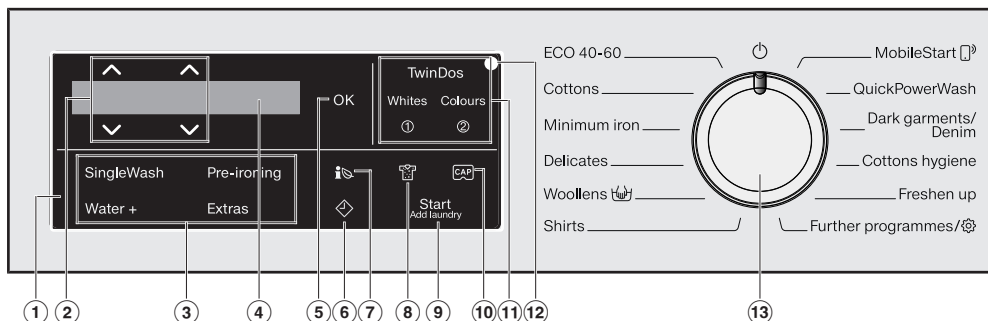 OK
TwinDos
Whites Colours
① ②
SingleWash Pre-ironing
Water + Extras
CAP
Start
Add laundry
ECO 40-60
Cottons
Minimum iron
Delicates
Woollens
Shirts
MobileStart
QuickPowerWash
Dark garments/
Denim
Cottons hygiene
Freshen up
Further programmes/
① ② ③ ④ ⑤ ⑥ ⑦ ⑧ ⑨ ⑩ ⑪ ⑫ ⑬